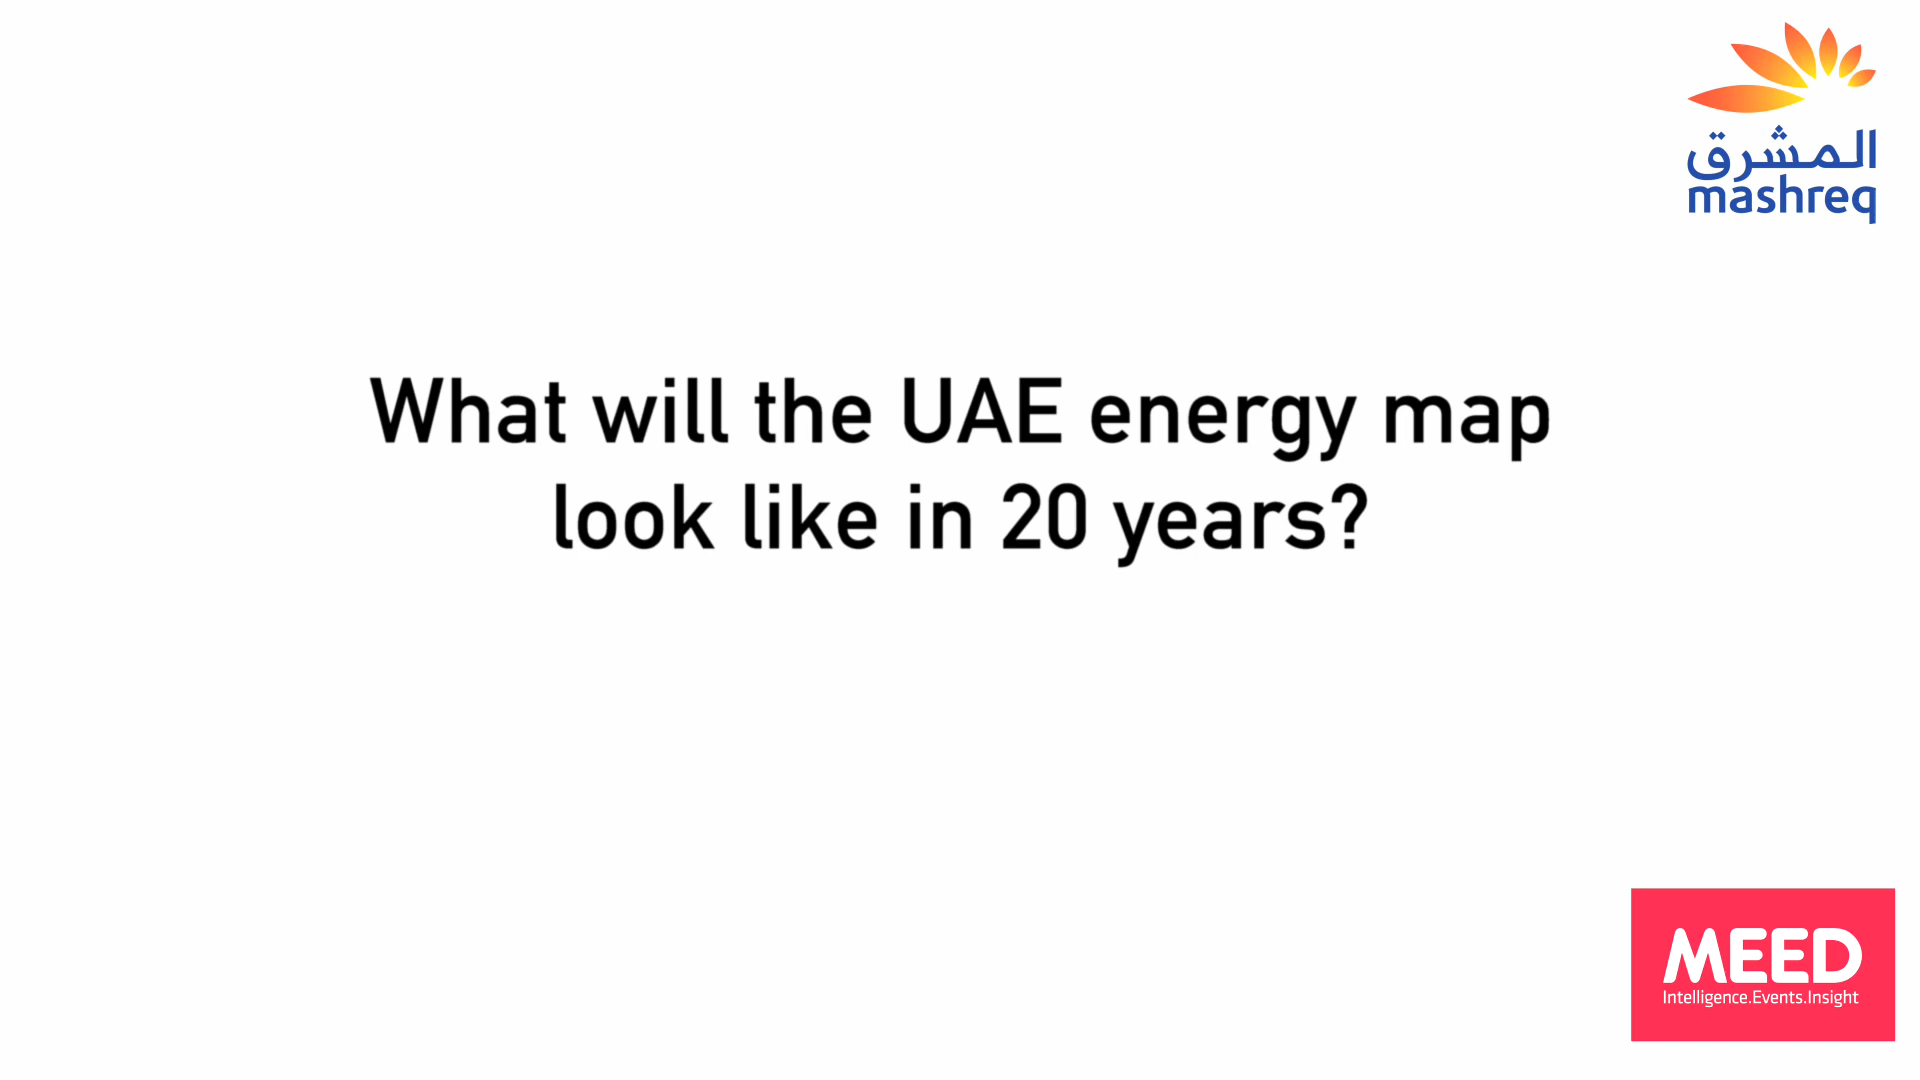 المشرق
mashreq
What will the UAE energy map
look like in 20 years?
MEED
Intelligence.Events.Insight